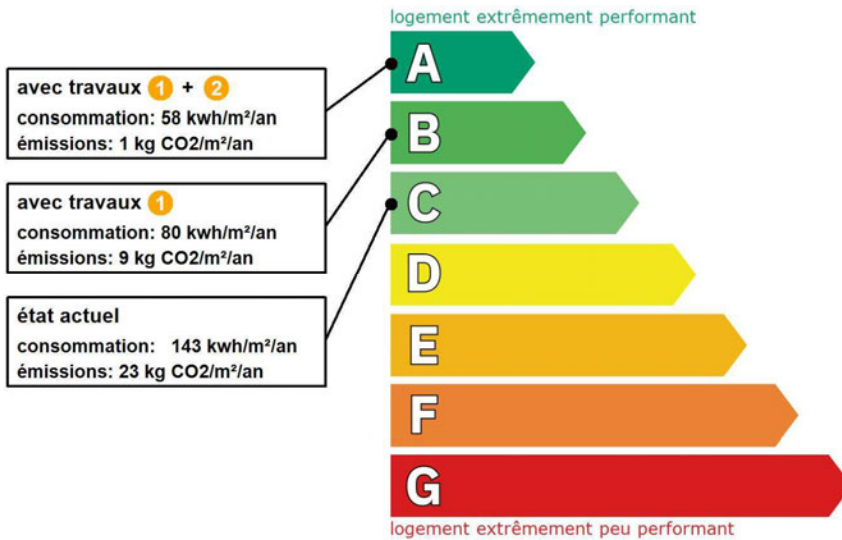 logement extrêmement performant
avec travaux 1 + 2
consommation: 58 kwh/m²/an
émissions: 1 kg CO2/m²/an
avec travaux 1
consommation: 80 kwh/m²/an
émissions: 9 kg CO2/m²/an
état actuel
consommation: 143 kwh/m²/an
émissions: 23 kg CO2/m²/an
A
B
C
D
E
F
G
logement extrêmement peu performant